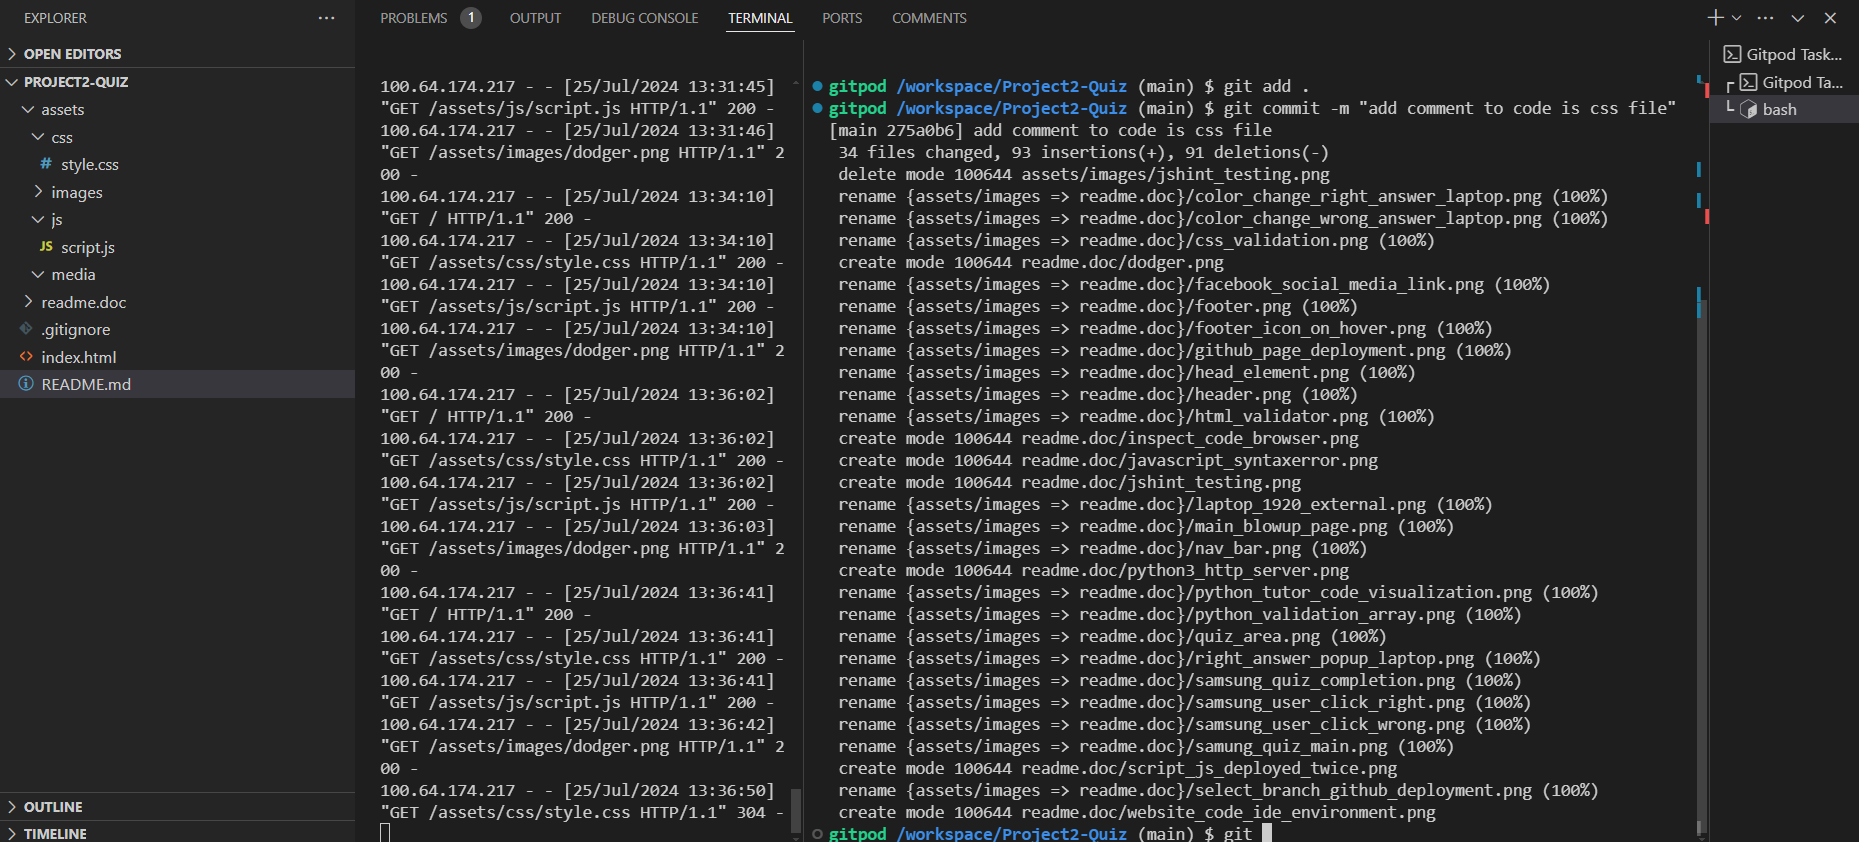 EXPLORER
OPEN EDITORS
PROJECT2-QUIZ
assets
css
# style.css
images
js
JS script.js
media
readme.doc
.gitignore
<> index.html
README.md
OUTLINE
TIMELINE
PROBLEMS 1 OUTPUT DEBUG CONSOLE TERMINAL PORTS COMMENTS
100.64.174.217 - - [25/Jul/2024 13:31:45]
"GET /assets/js/script.js HTTP/1.1" 200 -
100.64.174.217 - - [25/Jul/2024 13:31:46]
"GET /assets/images/dodger.png HTTP/1.1" 2
00 -
100.64.174.217 - - [25/Jul/2024 13:34:10]
"GET / HTTP/1.1" 200 -
100.64.174.217 - - [25/Jul/2024 13:34:10]
"GET /assets/css/style.css HTTP/1.1" 200 -
100.64.174.217 - - [25/Jul/2024 13:34:10]
"GET /assets/js/script.js HTTP/1.1" 200 -
100.64.174.217 - - [25/Jul/2024 13:34:10]
"GET /assets/images/dodger.png HTTP/1.1" 2
00 -
100.64.174.217 - - [25/Jul/2024 13:36:02]
"GET / HTTP/1.1" 200 -
100.64.174.217 - - [25/Jul/2024 13:36:02]
"GET /assets/css/style.css HTTP/1.1" 200 -
100.64.174.217 - - [25/Jul/2024 13:36:02]
"GET /assets/js/script.js HTTP/1.1" 200 -
100.64.174.217 - - [25/Jul/2024 13:36:03]
"GET /assets/images/dodger.png HTTP/1.1" 2
00 -
100.64.174.217 - - [25/Jul/2024 13:36:41]
"GET / HTTP/1.1" 200 -
100.64.174.217 - - [25/Jul/2024 13:36:41]
"GET /assets/css/style.css HTTP/1.1" 200 -
100.64.174.217 - - [25/Jul/2024 13:36:41]
"GET /assets/js/script.js HTTP/1.1" 200 -
100.64.174.217 - - [25/Jul/2024 13:36:42]
"GET /assets/images/dodger.png HTTP/1.1" 2
00 -
100.64.174.217 - - [25/Jul/2024 13:36:50]
"GET /assets/css/style.css HTTP/1.1" 304 -
gitpod /workspace/Project2-Quiz (main) $ git add .
gitpod /workspace/Project2-Quiz (main) $ git commit -m "add comment to code is css file"
[main 275a0b6] add comment to code is css file
34 files changed, 93 insertions(+), 91 deletions(-)
delete mode 100644 assets/images/jshint_testing.png
rename {assets/images => readme.doc}/color_change_right_answer_laptop.png (100%)
rename {assets/images => readme.doc}/color_change_wrong_answer_laptop.png (100%)
rename {assets/images => readme.doc}/css_validation.png (100%)
create mode 100644 readme.doc/dodger.png
rename {assets/images => readme.doc}/facebook_social_media_link.png (100%)
rename {assets/images => readme.doc}/footer.png (100%)
rename {assets/images => readme.doc}/footer_icon_on_hover.png (100%)
rename {assets/images => readme.doc}/github_page_deployment.png (100%)
rename {assets/images => readme.doc}/head_element.png (100%)
rename {assets/images => readme.doc}/header.png (100%)
rename {assets/images => readme.doc}/html_validator.png (100%)
create mode 100644 readme.doc/inspect_code_browser.png
create mode 100644 readme.doc/javascript_syntaxerror.png
create mode 100644 readme.doc/jshint_testing.png
rename {assets/images => readme.doc}/laptop_1920_external.png (100%)
rename {assets/images => readme.doc}/main_blowup_page.png (100%)
rename {assets/images => readme.doc}/nav_bar.png (100%)
create mode 100644 readme.doc/python3_http_server.png
rename {assets/images => readme.doc}/python_tutor_code_visualization.png (100%)
rename {assets/images => readme.doc}/python_validation_array.png (100%)
rename {assets/images => readme.doc}/quiz_area.png (100%)
rename {assets/images => readme.doc}/right_answer_popup_laptop.png (100%)
rename {assets/images => readme.doc}/samsung_quiz_completion.png (100%)
rename {assets/images => readme.doc}/samsung_user_click_right.png (100%)
rename {assets/images => readme.doc}/samsung_user_click_wrong.png (100%)
rename {assets/images => readme.doc}/samung_quiz_main.png (100%)
create mode 100644 readme.doc/script_js_deployed_twice.png
rename {assets/images => readme.doc}/select_branch_github_deployment.png (100%)
create mode 100644 readme.doc/website_code_ide_environment.png
gitpod /workspace/Project2-Quiz (main) $ git
Gitpod Task...
Gitpod Ta...
bash